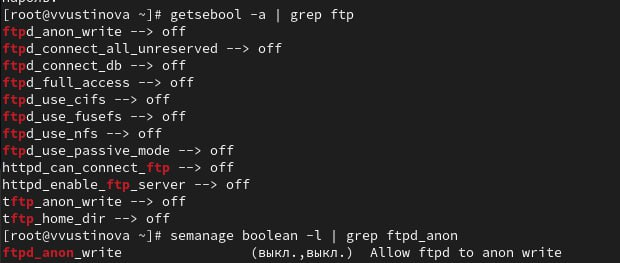 пароль:
[root@vvustinova ~]# getsebool -a | grep ftp
ftpd_anon_write --> off
ftpd_connect_all_unreserved --> off
ftpd_connect_db --> off
ftpd_full_access --> off
ftpd_use_cifs --> off
ftpd_use_fusefs --> off
ftpd_use_nfs --> off
ftpd_use_passive_mode --> off
httpd_can_connect_ftp --> off
httpd_enable_ftp_server --> off
tftp_anon_write --> off
tftp_home_dir --> off
[root@vvustinova ~]# semanage boolean -l | grep ftpd_anon
ftpd_anon_write (выкл.,выкл.) Allow ftpd to anon write